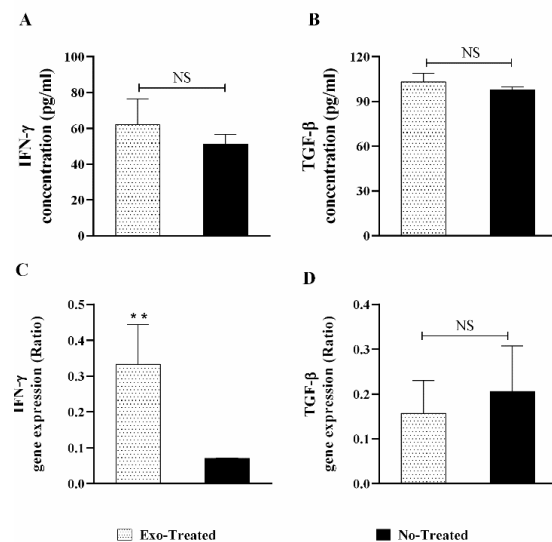 A
IFN-γ
concentration (pg/ml)
100
80
60
40
20
0
NS
B
TGF-β
concentration (pg/ml)
120
90
60
30
0
NS
C
IFN-γ
gene expression (Ratio)
0.5
0.4
0.3
0.2
0.1
0.0
**
D
TGF-β
gene expression (Ratio)
0.4
0.3
0.2
0.1
0.0
NS
Exo-Treated
No-Treated